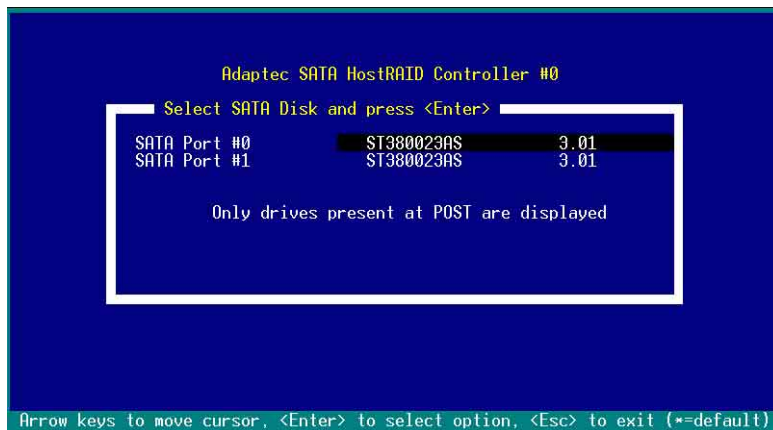 Adaptec SATA HostRAID Controller #0
Select SATA Disk and press <Enter>
SATA Port #0 ST380023AS 3.01
SATA Port #1 ST380023AS 3.01
Only drives present at POST are displayed
Arrow keys to move cursor, <Enter> to select option, <Esc> to exit (*=default)